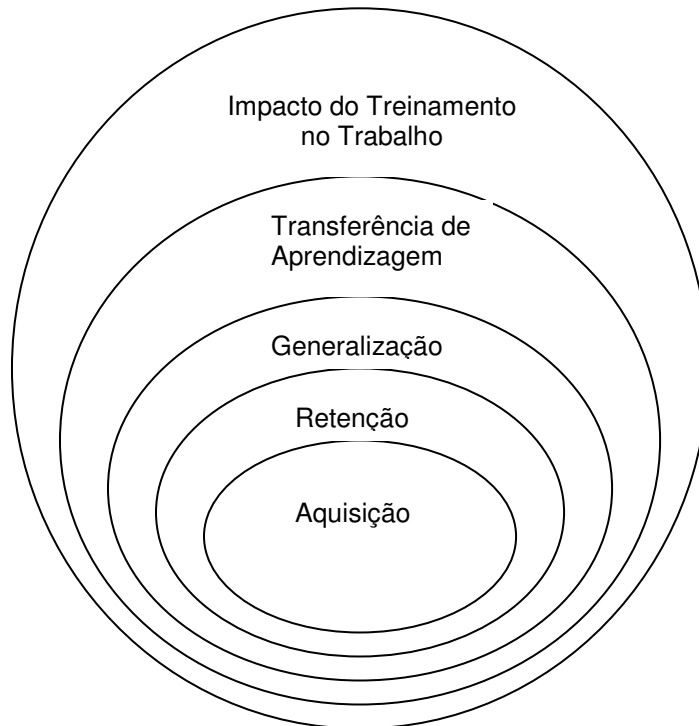 Impacto do Treinamento
no Trabalho
Transferência de
Aprendizagem
Generalização
Retenção
Aquisição